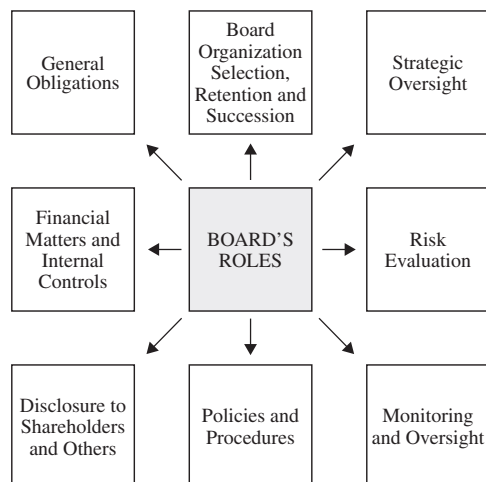 General
Obligations
Board
Organization
Selection,
Retention and
Succession
Strategic
Oversight
Financial
Matters and
Internal
Controls
BOARD'S
ROLES
Risk
Evaluation
Disclosure to
Shareholders
and Others
Policies and
Procedures
Monitoring
and Oversight